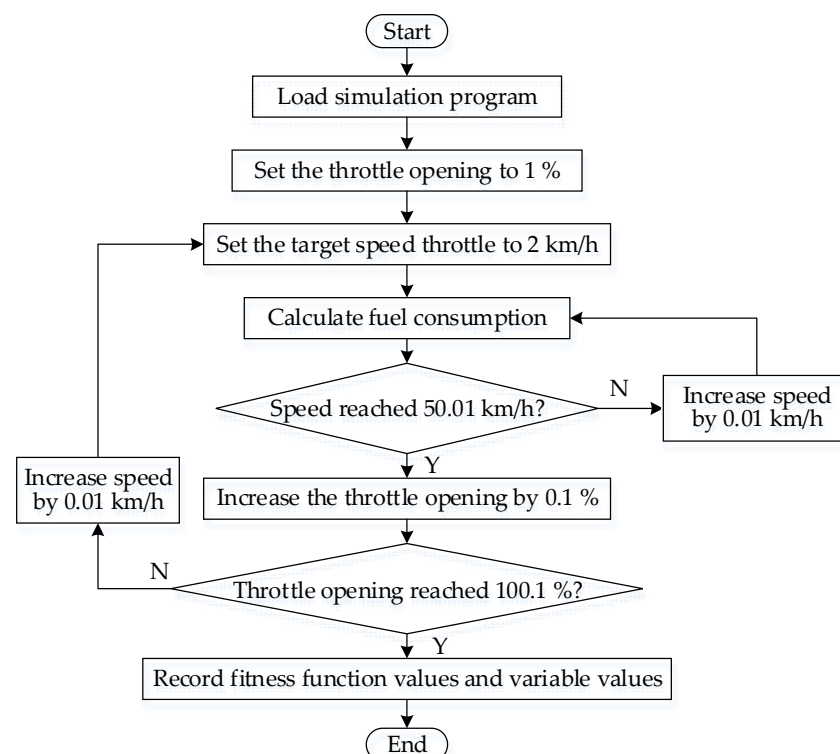 Start
Load simulation program
Set the throttle opening to 1 %
Set the target speed throttle to 2 km/h
Calculate fuel consumption
Speed reached 50.01 km/h?
N
Increase speed
by 0.01 km/h
Y
Increase speed
by 0.01 km/h
Increase the throttle opening by 0.1 %
N
Throttle opening reached 100.1 %?
Y
Record fitness function values and variable values
End